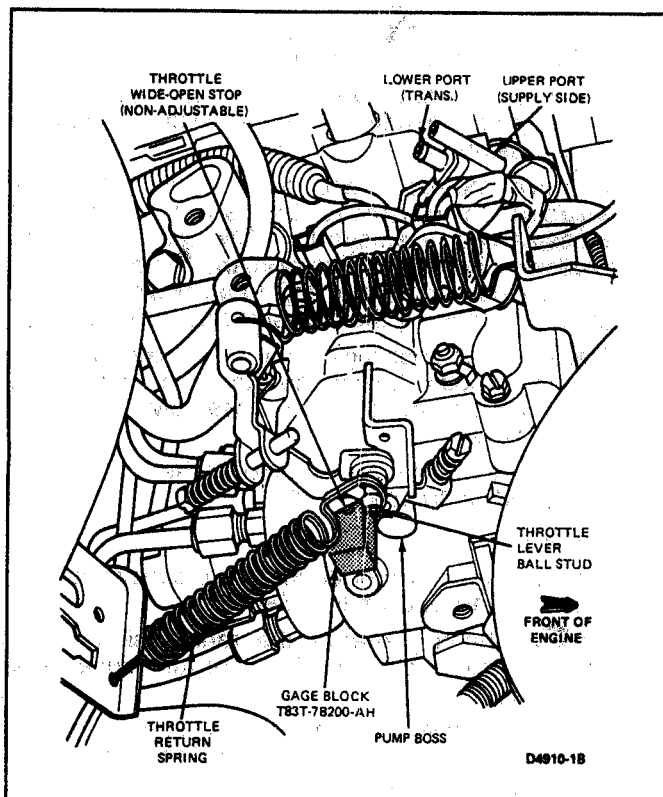 THROTTLE
WIDE-OPEN STOP
(NON-ADJUSTABLE)
LOWER PORT
(TRANS.)
UPPER PORT
(SUPPLY SIDE)
THROTTLE
LEVER
BALL STUD
FRONT OF
ENGINE
GAGE BLOCK
T83T-7B200-AH
THROTTLE
RETURN
SPRING
PUMP BOSS
D4910-1B